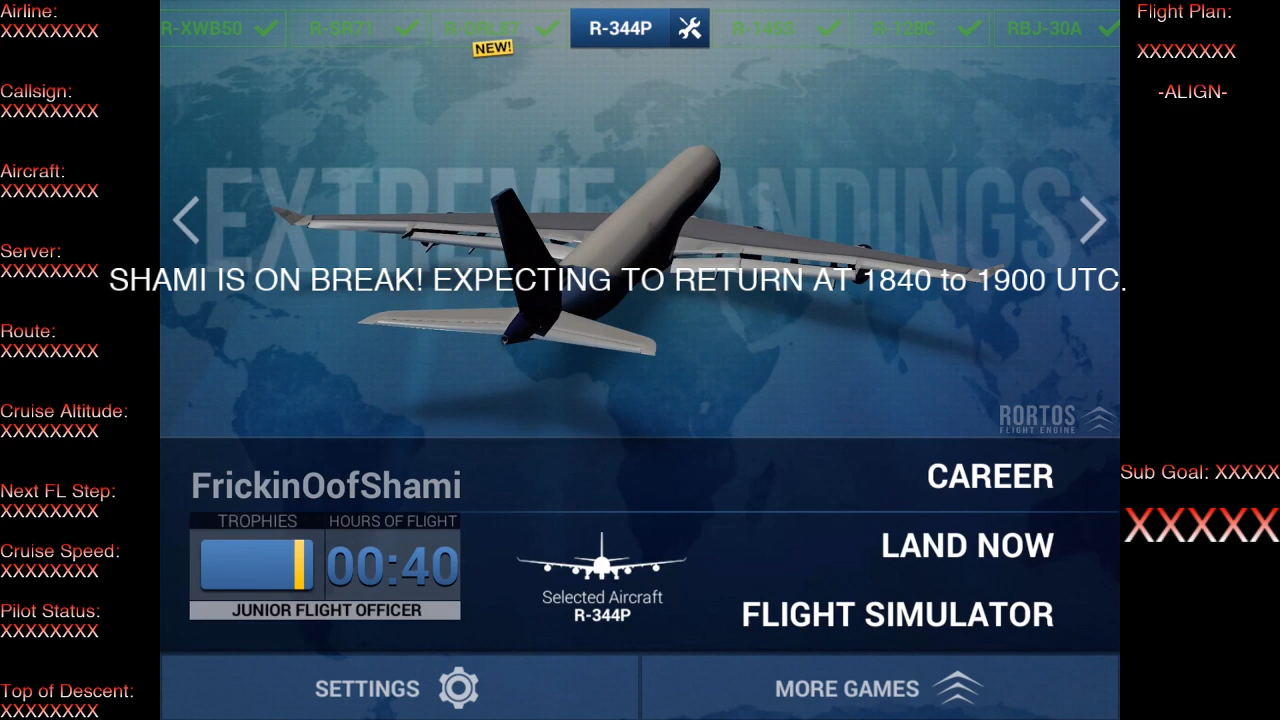 Airline:
XXXXXXXX
Callsign:
XXXXXXXX
Aircraft:
XXXXXXXX
Server:
XXXXXXXX
Route:
XXXXXXXX
Cruise Altitude:
XXXXXXXX
Next FL Step:
XXXXXXXX
Cruise Speed:
XXXXXXXX
Pilot Status:
XXXXXXXX
Top of Descent:
XXXXXXXX
R-XWB50
R-SR71
R-344P
R-128C
RBJ-30A
NEW!
EXTREME LANDINGS
SHAMI IS ON BREAK! EXPECTING TO RETURN AT 1840 to 1900 UTC.
RORTOS
FLIGHT ENGINE
FrickinOofShami
TROPHIES
HOURS OF FLIGHT
00:40
JUNIOR FLIGHT OFFICER
Selected Aircraft
R-344P
CAREER
LAND NOW
FLIGHT SIMULATOR
SETTINGS
MORE GAMES
Flight Plan:
XXXXXXXX
-ALIGN-
Sub Goal: XXXXX
XXXXX